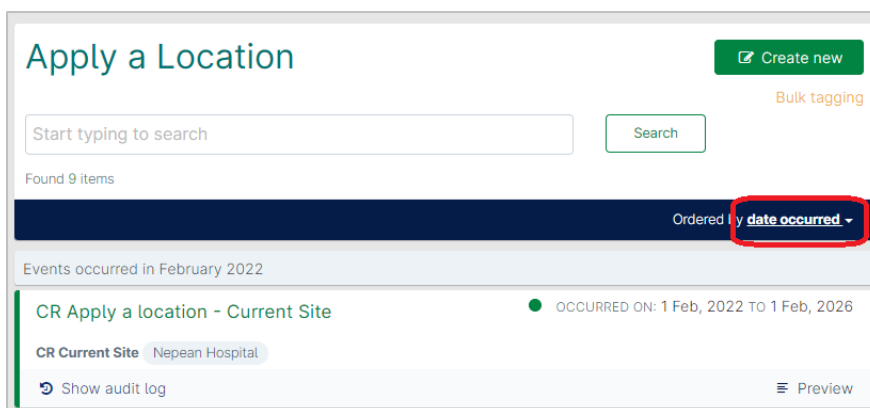 Apply a Location
Create new
Bulk tagging
Start typing to search
Search
Found 9 items
Ordered by date occurred
Events occurred in February 2022
CR Apply a location - Current Site
OCCURRED ON: 1 Feb, 2022 TO 1 Feb, 2026
CR Current Site Nepean Hospital
Show audit log
Preview